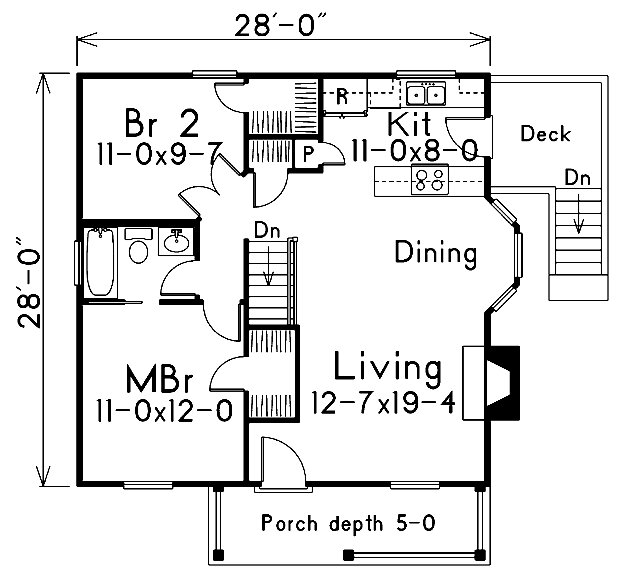 28'-0"
R
Br 2
11-0x9-7
Kit
11-0x8-0
P
Deck
Dn
Dn
Dining
28'-0"
MBr
11-0x12-0
Living
12-7x19-4
Porch depth 5-0